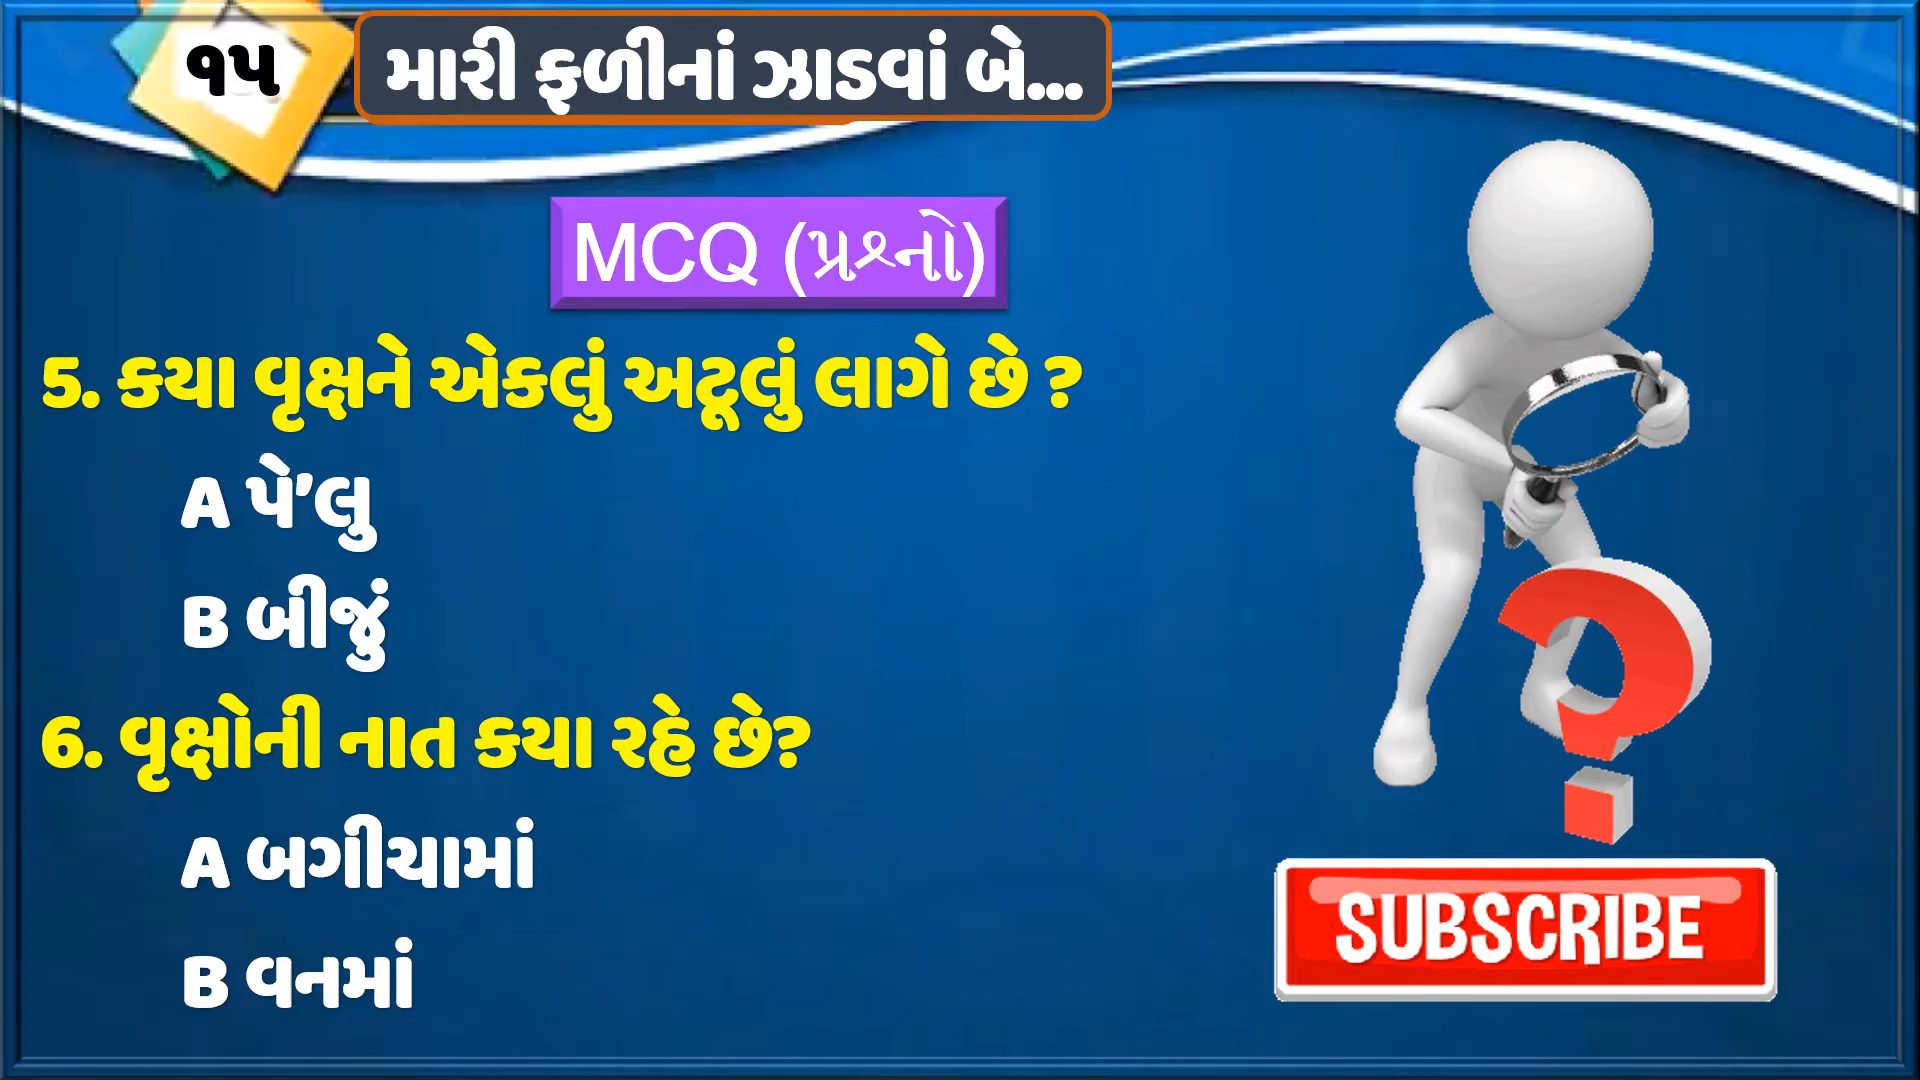 ૧૫
મારી ફળીનાં ઝાડવાં બે...
MCQ (પ્રશ્નો)
5. કયા વૃક્ષને એકલું અટૂલું લાગે છે ?
A પે'લુ
B બીજું
6. વૃક્ષોની નાત કયા રહે છે?
A બગીચામાં
B વનમાં
SUBSCRIBE